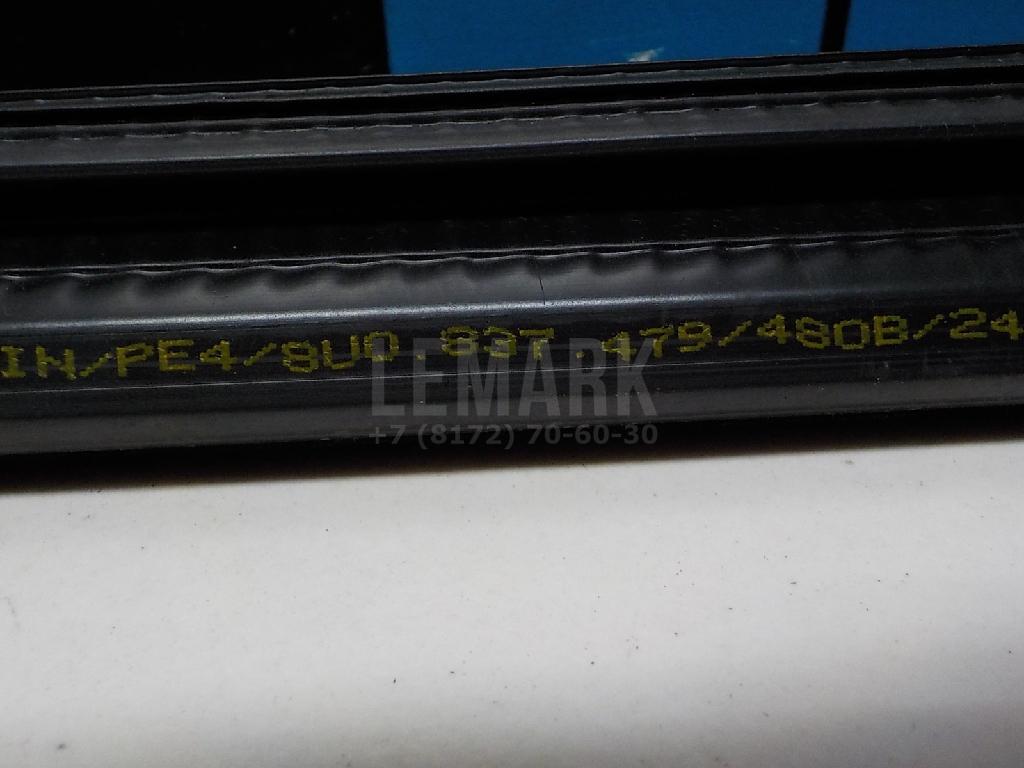 IN/PE4/8U0.837.479/480B/24
LEMARK
+7 (8172) 70-60-30